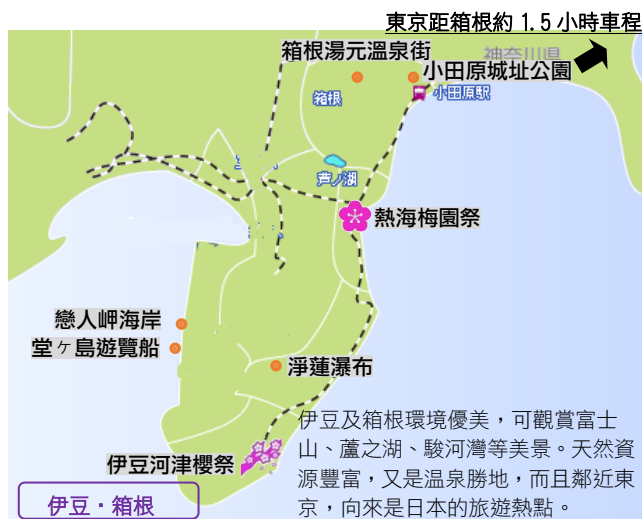 東京距箱根約 1.5 小時車程
神奈川県
箱根湯元溫泉街
小田原城址公園
小田原駅
箱根
芦ノ湖
熱海梅園祭
戀人岬海岸
堂ヶ島遊覽船
淨蓮瀑布
伊豆河津櫻祭
伊豆及箱根環境優美，可觀賞富士
山、蘆之湖、駿河灣等美景。天然資
源豐富，又是温泉勝地，而且鄰近東
京，向來是日本的旅遊熱點。
伊豆・箱根